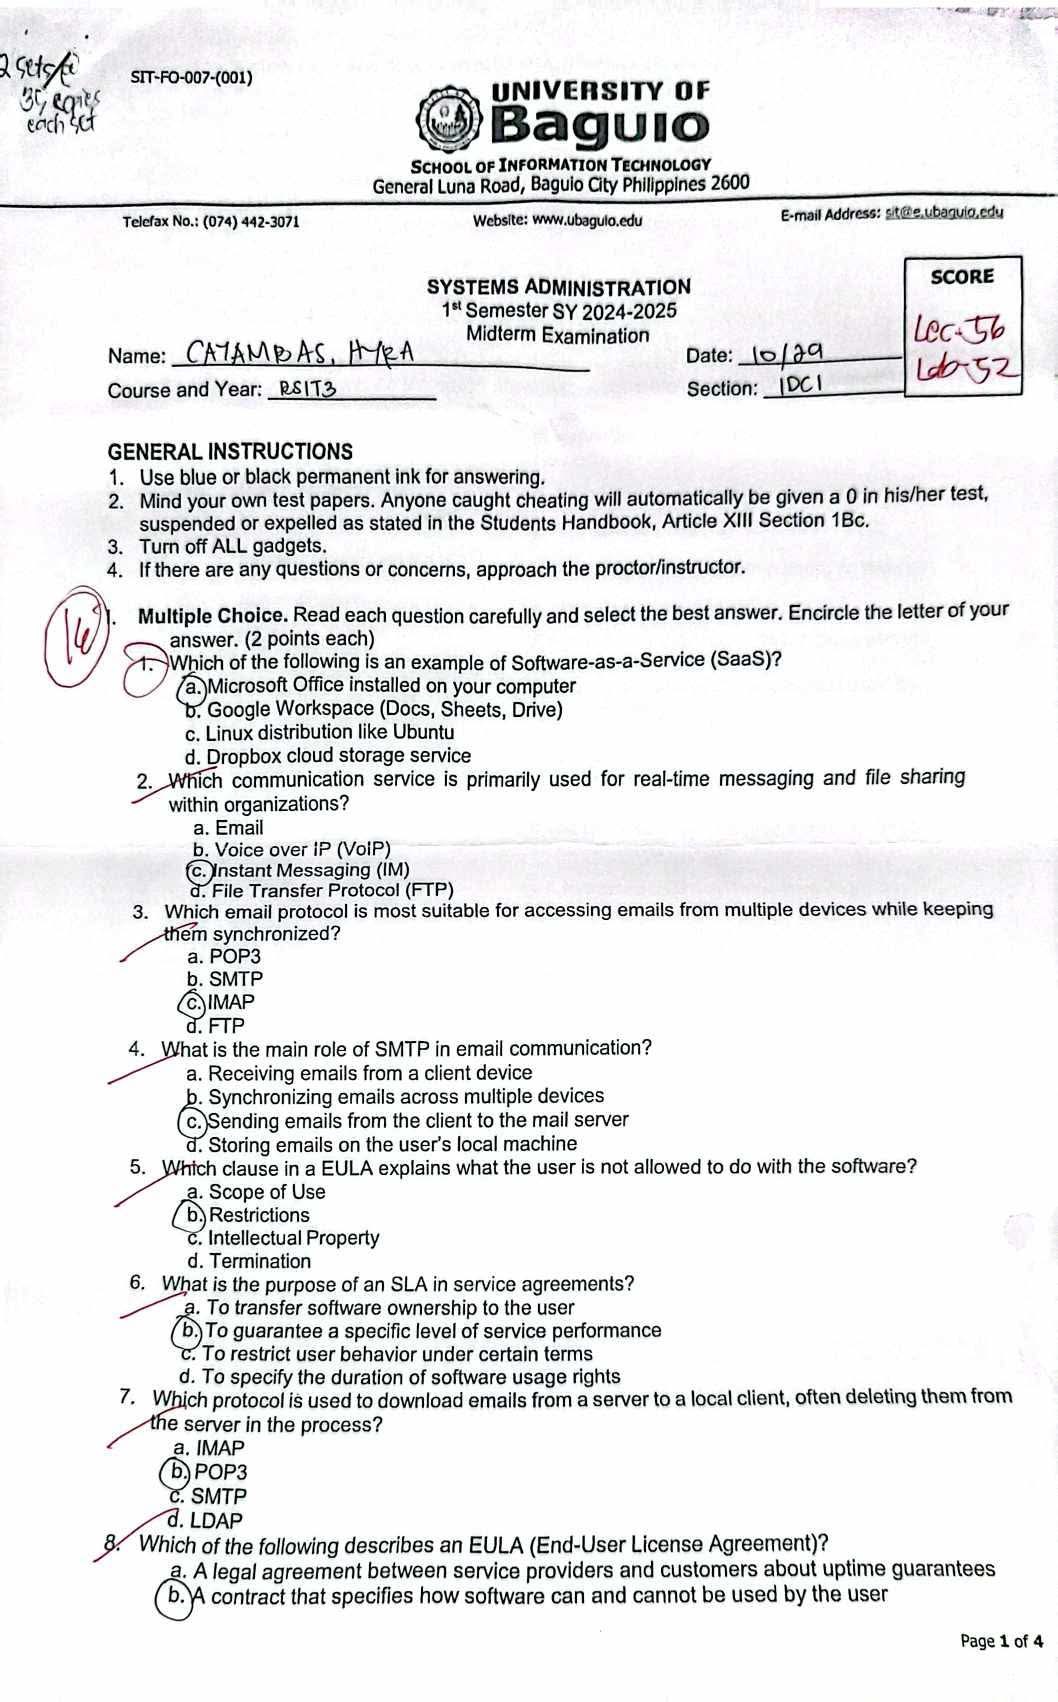 2 sets/
35 copies
each set
SIT-FO-007-(001)
UNIVERSITY OF
Baguio
SCHOOL OF INFORMATION TECHNOLOGY
General Luna Road, Baguio City Philippines 2600
Telefax No.: (074) 442-3071 Website: www.ubaguio.edu E-mail Address: sit@e.ubaguio.edu
SYSTEMS ADMINISTRATION
1st Semester SY 2024-2025
Midterm Examination
SCORE
Lec-56
Lab-52
Name: CATAMBAS, HYRA Date: 10/29
Course and Year: BSIT3 Section: IDC1
GENERAL INSTRUCTIONS
1. Use blue or black permanent ink for answering.
2. Mind your own test papers. Anyone caught cheating will automatically be given a 0 in his/her test,
suspended or expelled as stated in the Students Handbook, Article XIII Section 1Bc.
3. Turn off ALL gadgets.
4. If there are any questions or concerns, approach the proctor/instructor.
I. Multiple Choice. Read each question carefully and select the best answer. Encircle the letter of your
answer. (2 points each)
1. Which of the following is an example of Software-as-a-Service (SaaS)?
a. Microsoft Office installed on your computer
b. Google Workspace (Docs, Sheets, Drive)
c. Linux distribution like Ubuntu
d. Dropbox cloud storage service
2. Which communication service is primarily used for real-time messaging and file sharing
within organizations?
a. Email
b. Voice over IP (VoIP)
c. Instant Messaging (IM)
d. File Transfer Protocol (FTP)
3. Which email protocol is most suitable for accessing emails from multiple devices while keeping
them synchronized?
a. POP3
b. SMTP
c. IMAP
d. FTP
4. What is the main role of SMTP in email communication?
a. Receiving emails from a client device
b. Synchronizing emails across multiple devices
c. Sending emails from the client to the mail server
d. Storing emails on the user's local machine
5. Which clause in a EULA explains what the user is not allowed to do with the software?
a. Scope of Use
b. Restrictions
c. Intellectual Property
d. Termination
6. What is the purpose of an SLA in service agreements?
a. To transfer software ownership to the user
b. To guarantee a specific level of service performance
c. To restrict user behavior under certain terms
d. To specify the duration of software usage rights
7. Which protocol is used to download emails from a server to a local client, often deleting them from
the server in the process?
a. IMAP
b. POP3
c. SMTP
d. LDAP
8. Which of the following describes an EULA (End-User License Agreement)?
a. A legal agreement between service providers and customers about uptime guarantees
b. A contract that specifies how software can and cannot be used by the user
Page 1 of 4